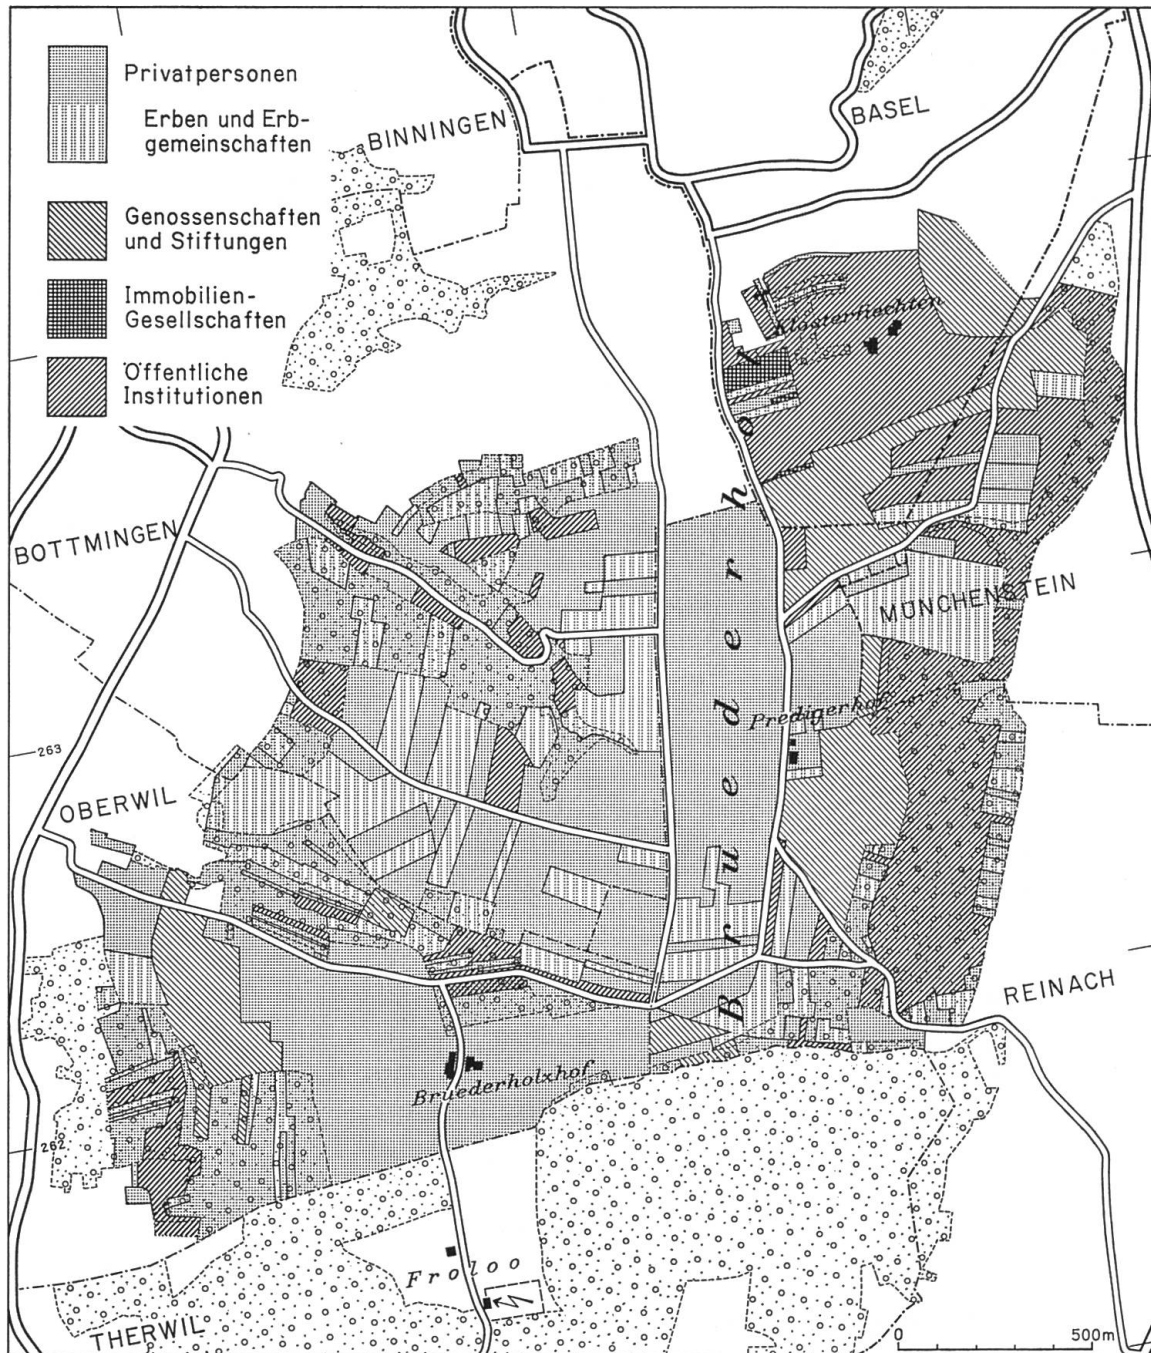 Privatpersonen
Erben und Erb-
gemeinschaften
Genossenschaften
und Stiftungen
Immobilien-
Gesellschaften
Öffentliche
Institutionen
BINNINGEN
BASEL
Klosterfiechten
BOTTMINGEN
MÜNCHENSTEIN
Predigerhof
Bruederholz
263
OBERWIL
REINACH
Bruederholzhof
262
Froloo
THERWIL
0 500m